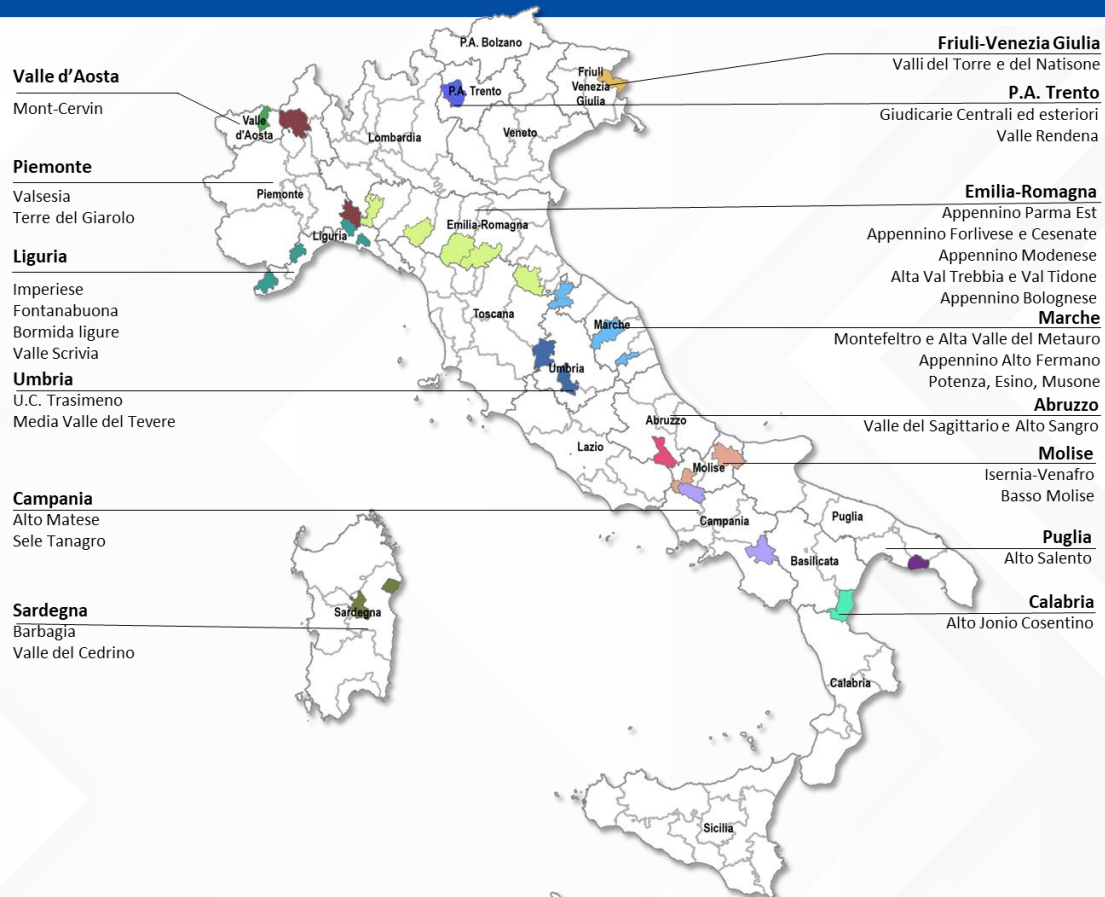 Valle d'Aosta
Mont-Cervin
Piemonte
Valsesia
Terre del Giarolo
Liguria
Imperiese
Fontanabuona
Bormida ligure
Valle Scrivia
Umbria
U.C. Trasimeno
Media Valle del Tevere
Campania
Alto Matese
Sele Tanagro
Sardegna
Barbagia
Valle del Cedrino
P.A. Bolzano
P.A. Trento
Friuli
Venezia
Giulia
Valle
d'Aosta
Lombardia
Veneto
Piemonte
Emilia-Romagna
Liguria
Toscana
Marche
Umbria
Abruzzo
Lazio
Molise
Campania
Puglia
Basilicata
Sardegna
Calabria
Sicilia
Friuli-Venezia Giulia
Valli del Torre e del Natisone
P.A. Trento
Giudicarie Centrali ed esteriori
Valle Rendena
Emilia-Romagna
Appennino Parma Est
Appennino Forlivese e Cesenate
Appennino Modenese
Alta Val Trebbia e Val Tidone
Appennino Bolognese
Marche
Montefeltro e Alta Valle del Metauro
Appennino Alto Fermano
Potenza, Esino, Musone
Abruzzo
Valle del Sagittario e Alto Sangro
Molise
Isernia-Venafro
Basso Molise
Puglia
Alto Salento
Calabria
Alto Jonio Cosentino